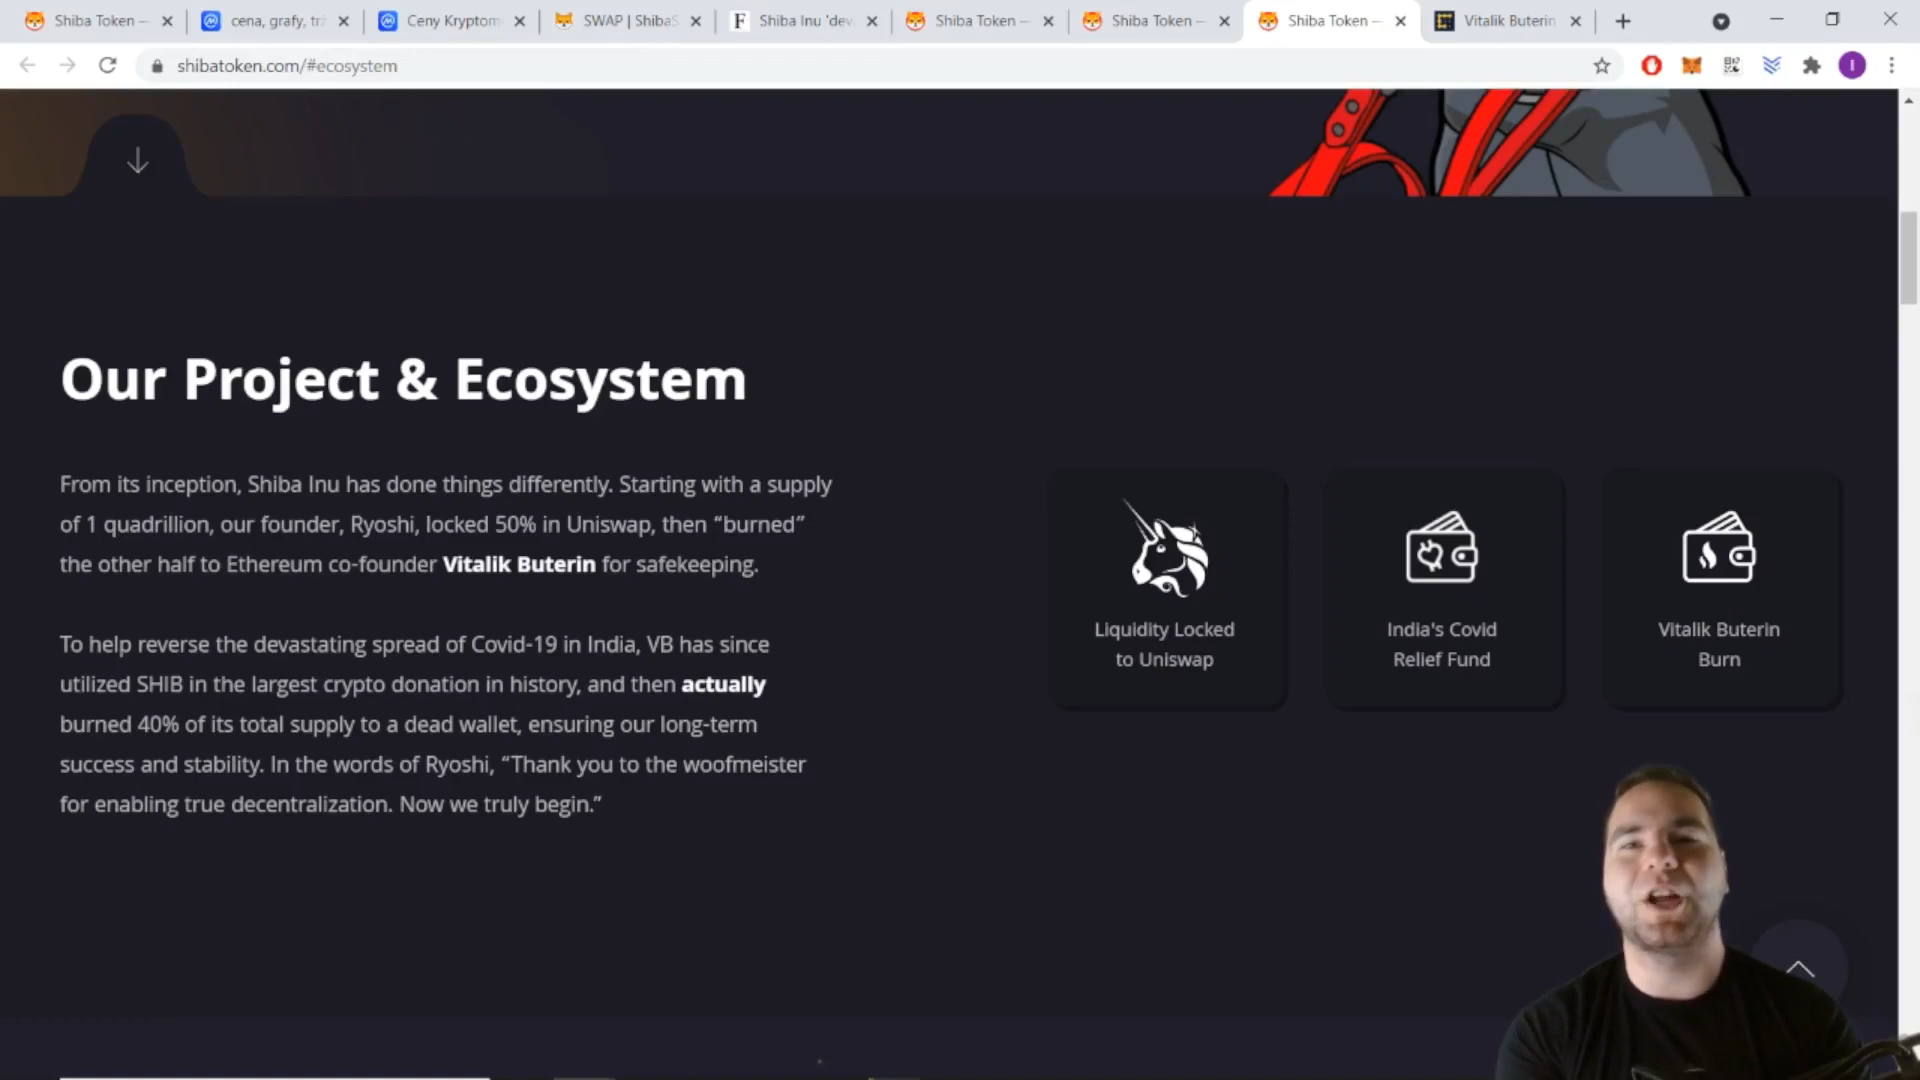 Shiba Token —
cena, grafy, trž
Ceny Kryptom
SWAP | ShibaS
Shiba Inu 'dev
Shiba Token —
Shiba Token —
Shiba Token —
Vitalik Buterin
shibatoken.com/#ecosystem
I
Our Project & Ecosystem
From its inception, Shiba Inu has done things differently. Starting with a supply
of 1 quadrillion, our founder, Ryoshi, locked 50% in Uniswap, then “burned”
the other half to Ethereum co-founder Vitalik Buterin for safekeeping.
To help reverse the devastating spread of Covid-19 in India, VB has since
utilized SHIB in the largest crypto donation in history, and then actually
burned 40% of its total supply to a dead wallet, ensuring our long-term
success and stability. In the words of Ryoshi, “Thank you to the woofmeister
for enabling true decentralization. Now we truly begin.”
Liquidity Locked
to Uniswap
India's Covid
Relief Fund
Vitalik Buterin
Burn